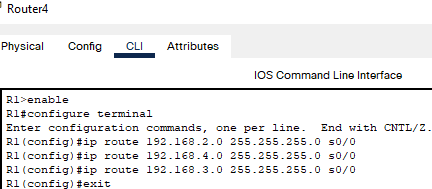 Router4
Physical Config CLI Attributes
IOS Command Line Interface
R1>enable
R1#configure terminal
Enter configuration commands, one per line.  End with CNTL/Z.
R1(config)#ip route 192.168.2.0 255.255.255.0 s0/0
R1(config)#ip route 192.168.4.0 255.255.255.0 s0/0
R1(config)#ip route 192.168.3.0 255.255.255.0 s0/0
R1(config)#exit